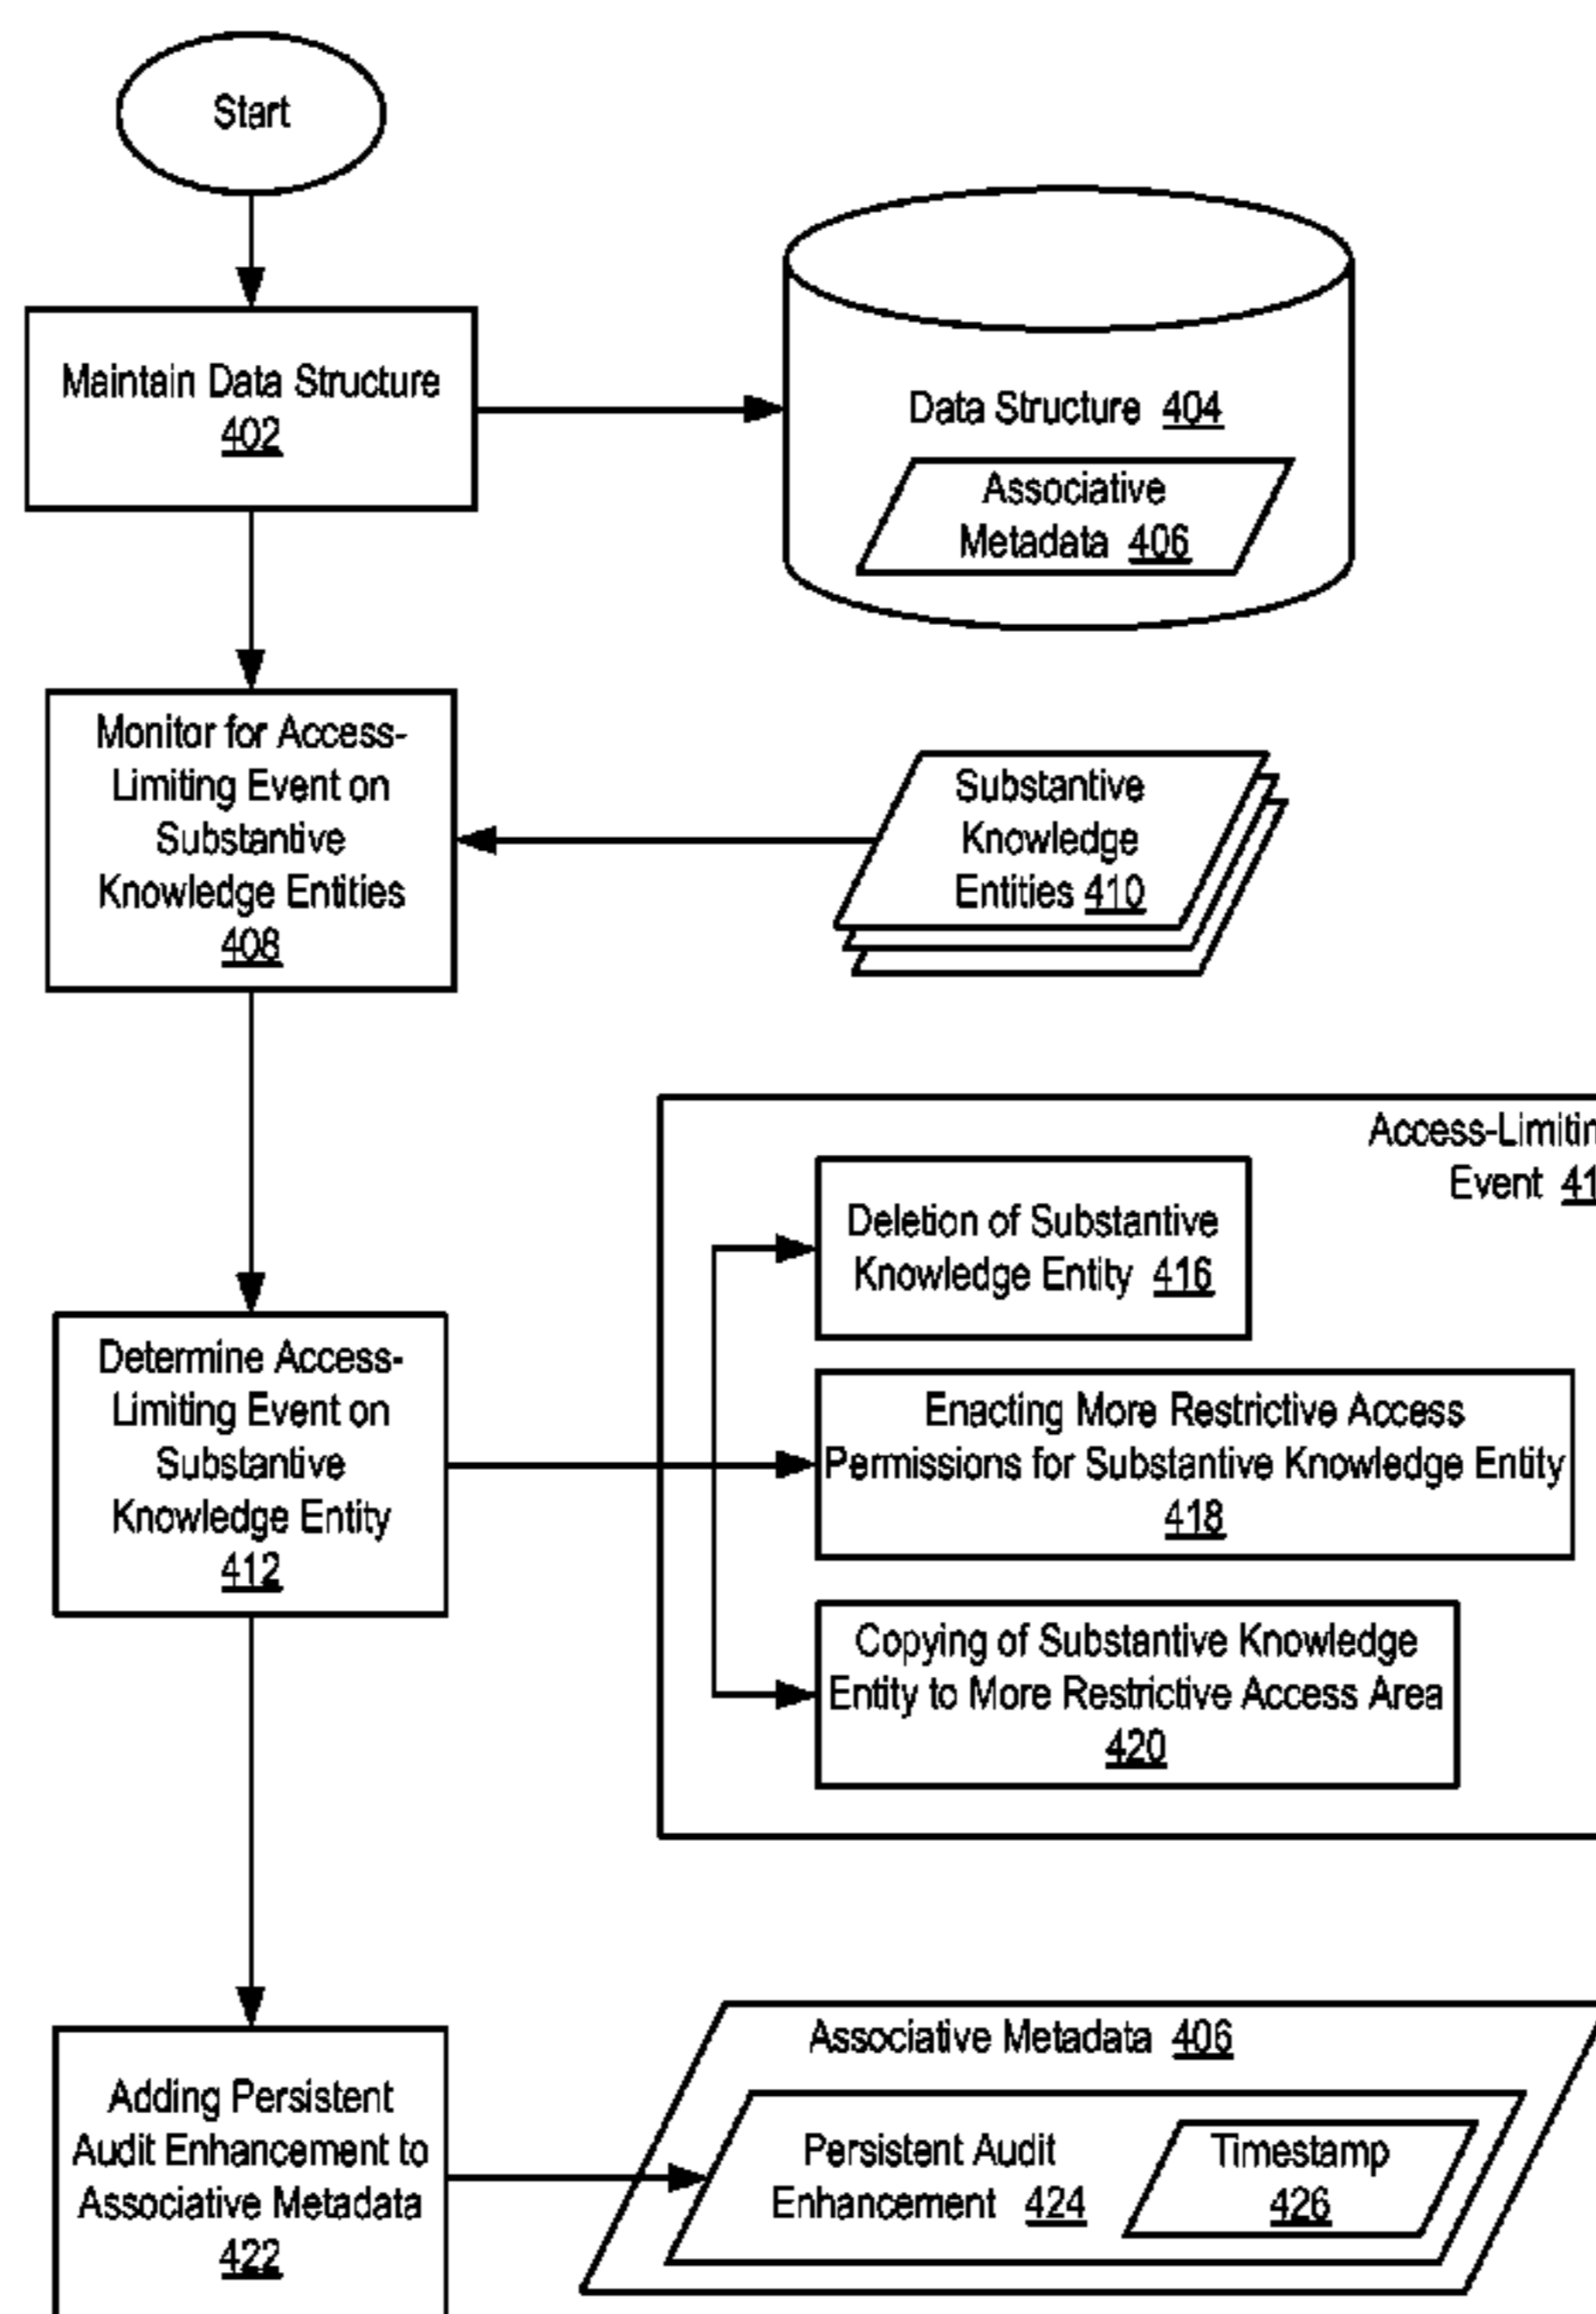 Start
Maintain Data Structure
402
Data Structure 404
Associative
Metadata 406
Monitor for Access-
Limiting Event on
Substantive
Knowledge Entities
408
Substantive
Knowledge
Entities 410
Access-Limitin
Event 41
Deletion of Substantive
Knowledge Entity 416
Determine Access-
Limiting Event on
Substantive
Knowledge Entity
412
Enacting More Restrictive Access
Permissions for Substantive Knowledge Entity
418
Copying of Substantive Knowledge
Entity to More Restrictive Access Area
420
Adding Persistent
Audit Enhancement to
Associative Metadata
422
Associative Metadata 406
Persistent Audit
Enhancement 424
Timestamp
426